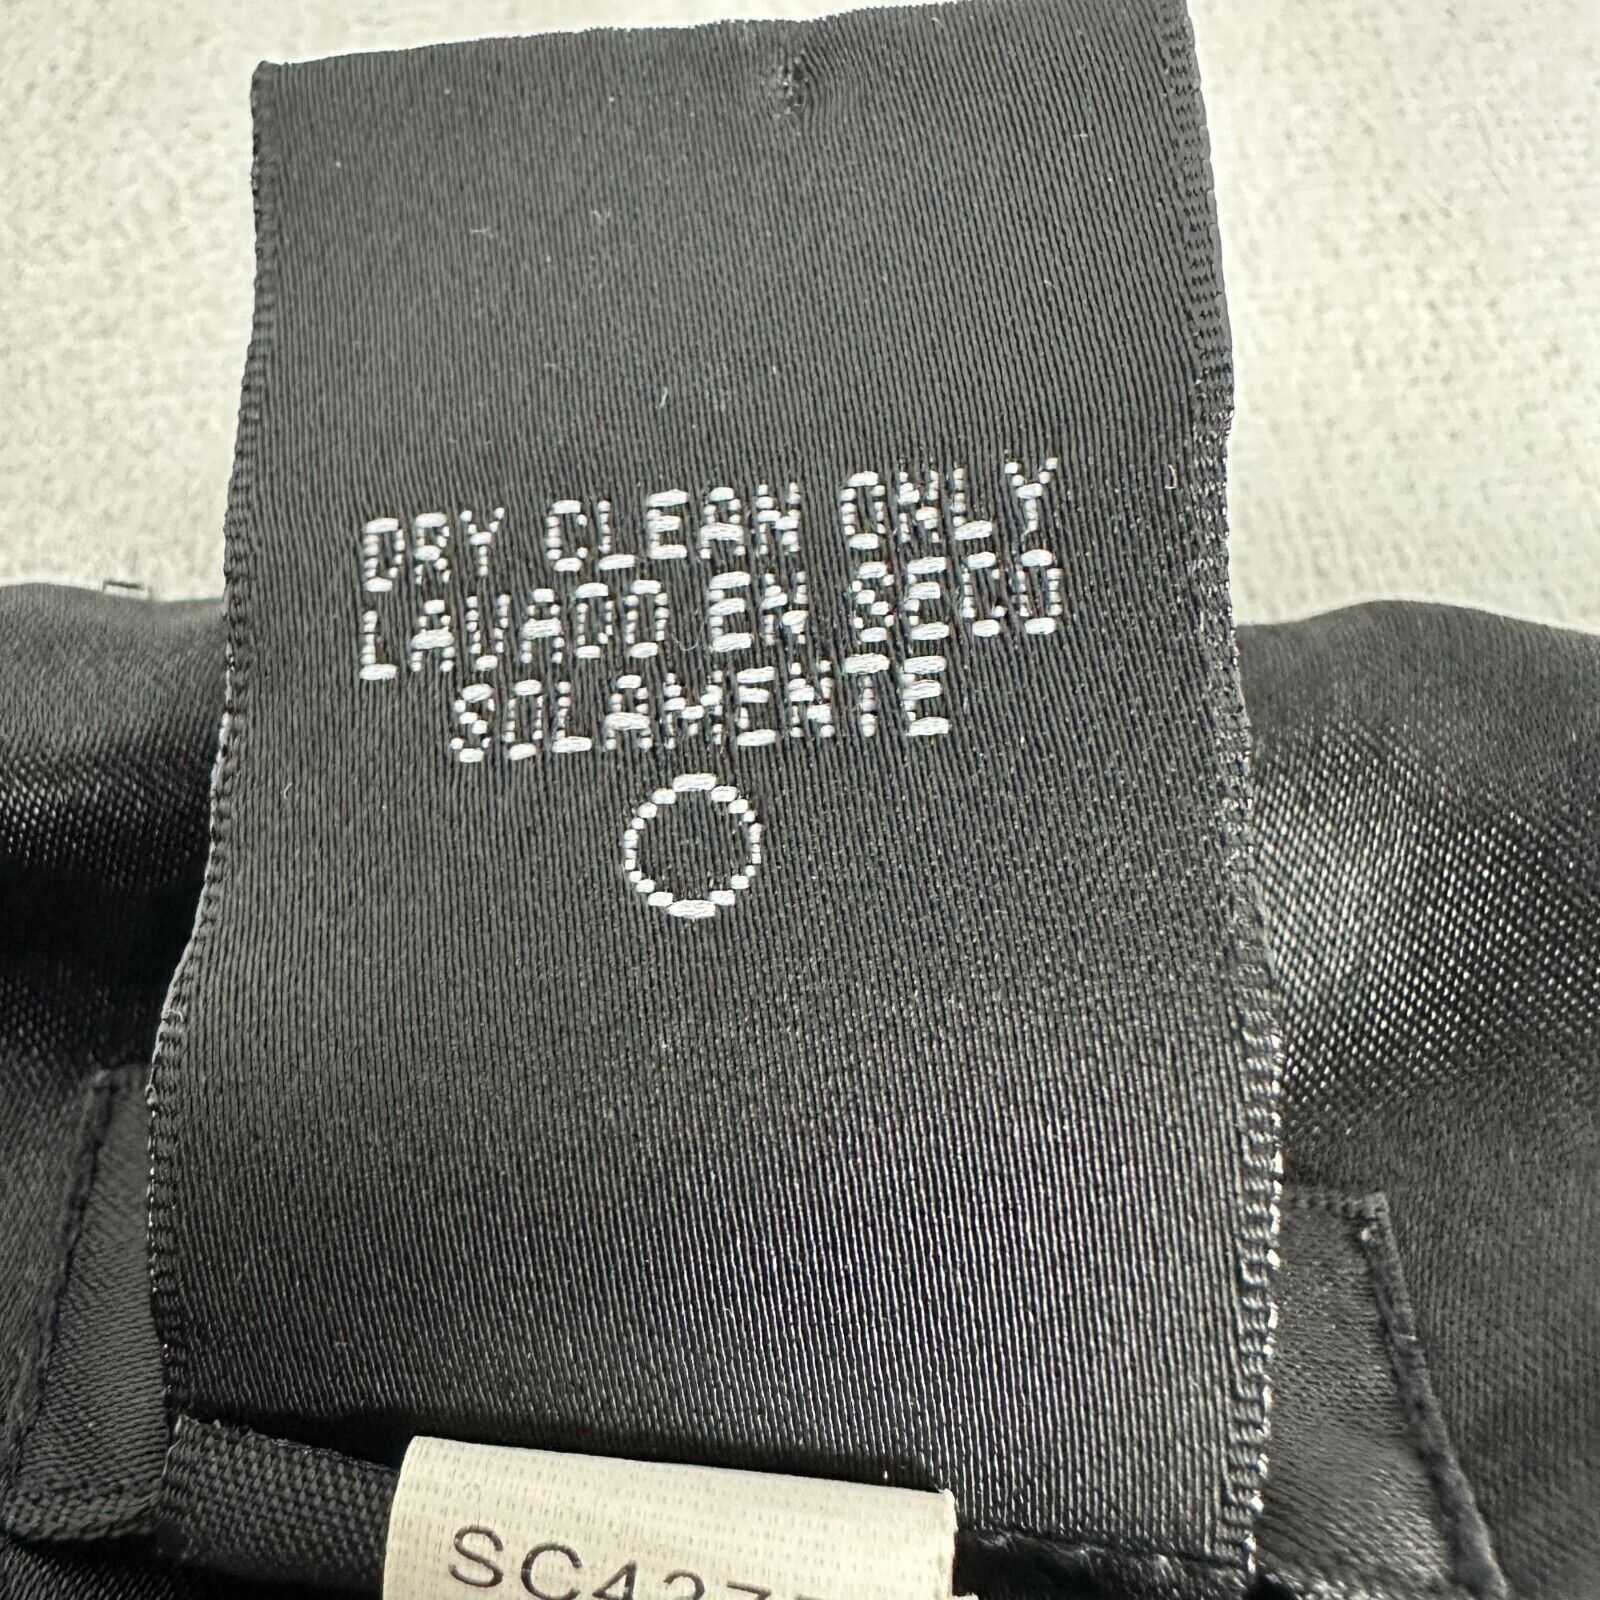 DRY CLEAN ONLY
LAVADO EN SECO
SOLAMENTE